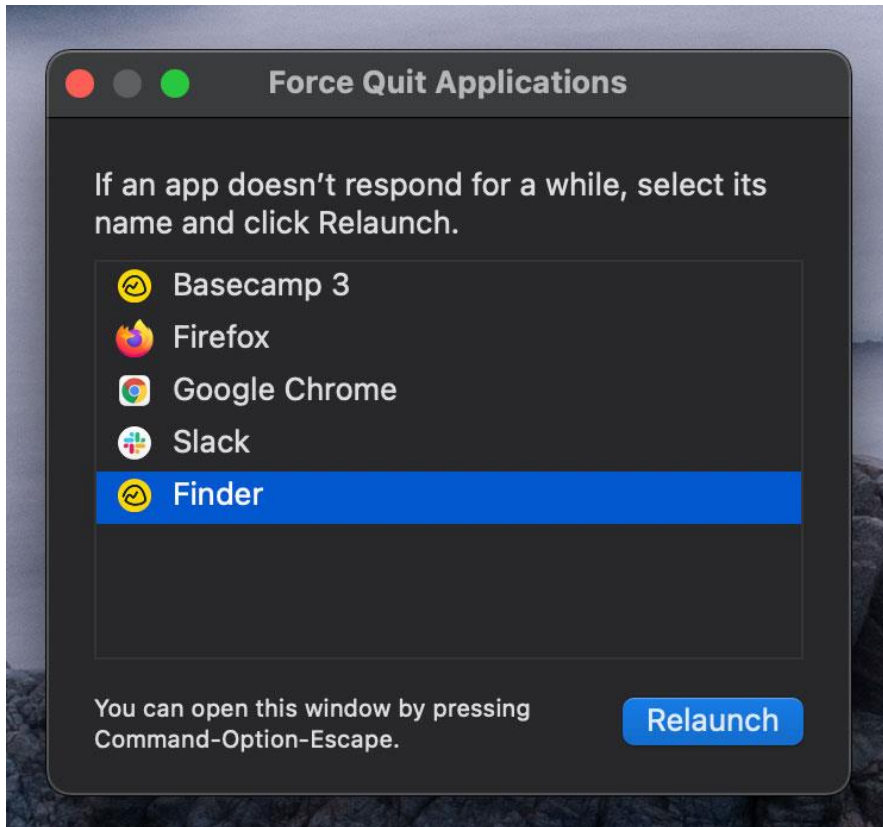 Force Quit Applications
If an app doesn’t respond for a while, select its
name and click Relaunch.
Basecamp 3
Firefox
Google Chrome
Slack
Finder
You can open this window by pressing
Command-Option-Escape.
Relaunch